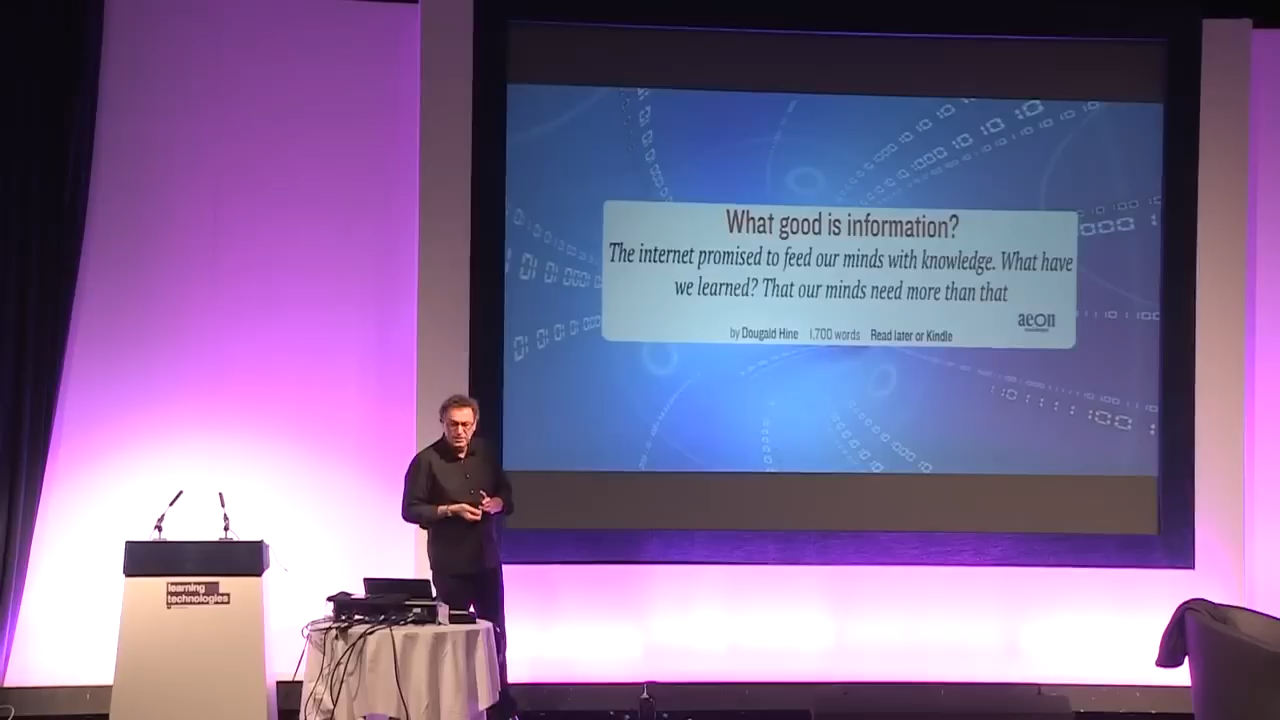 What good is information?
The internet promised to feed our minds with knowledge. What have
we learned? That our minds need more than that
aeon
by Dougald Hine 1,700 words Read later or Kindle
learning
technologies